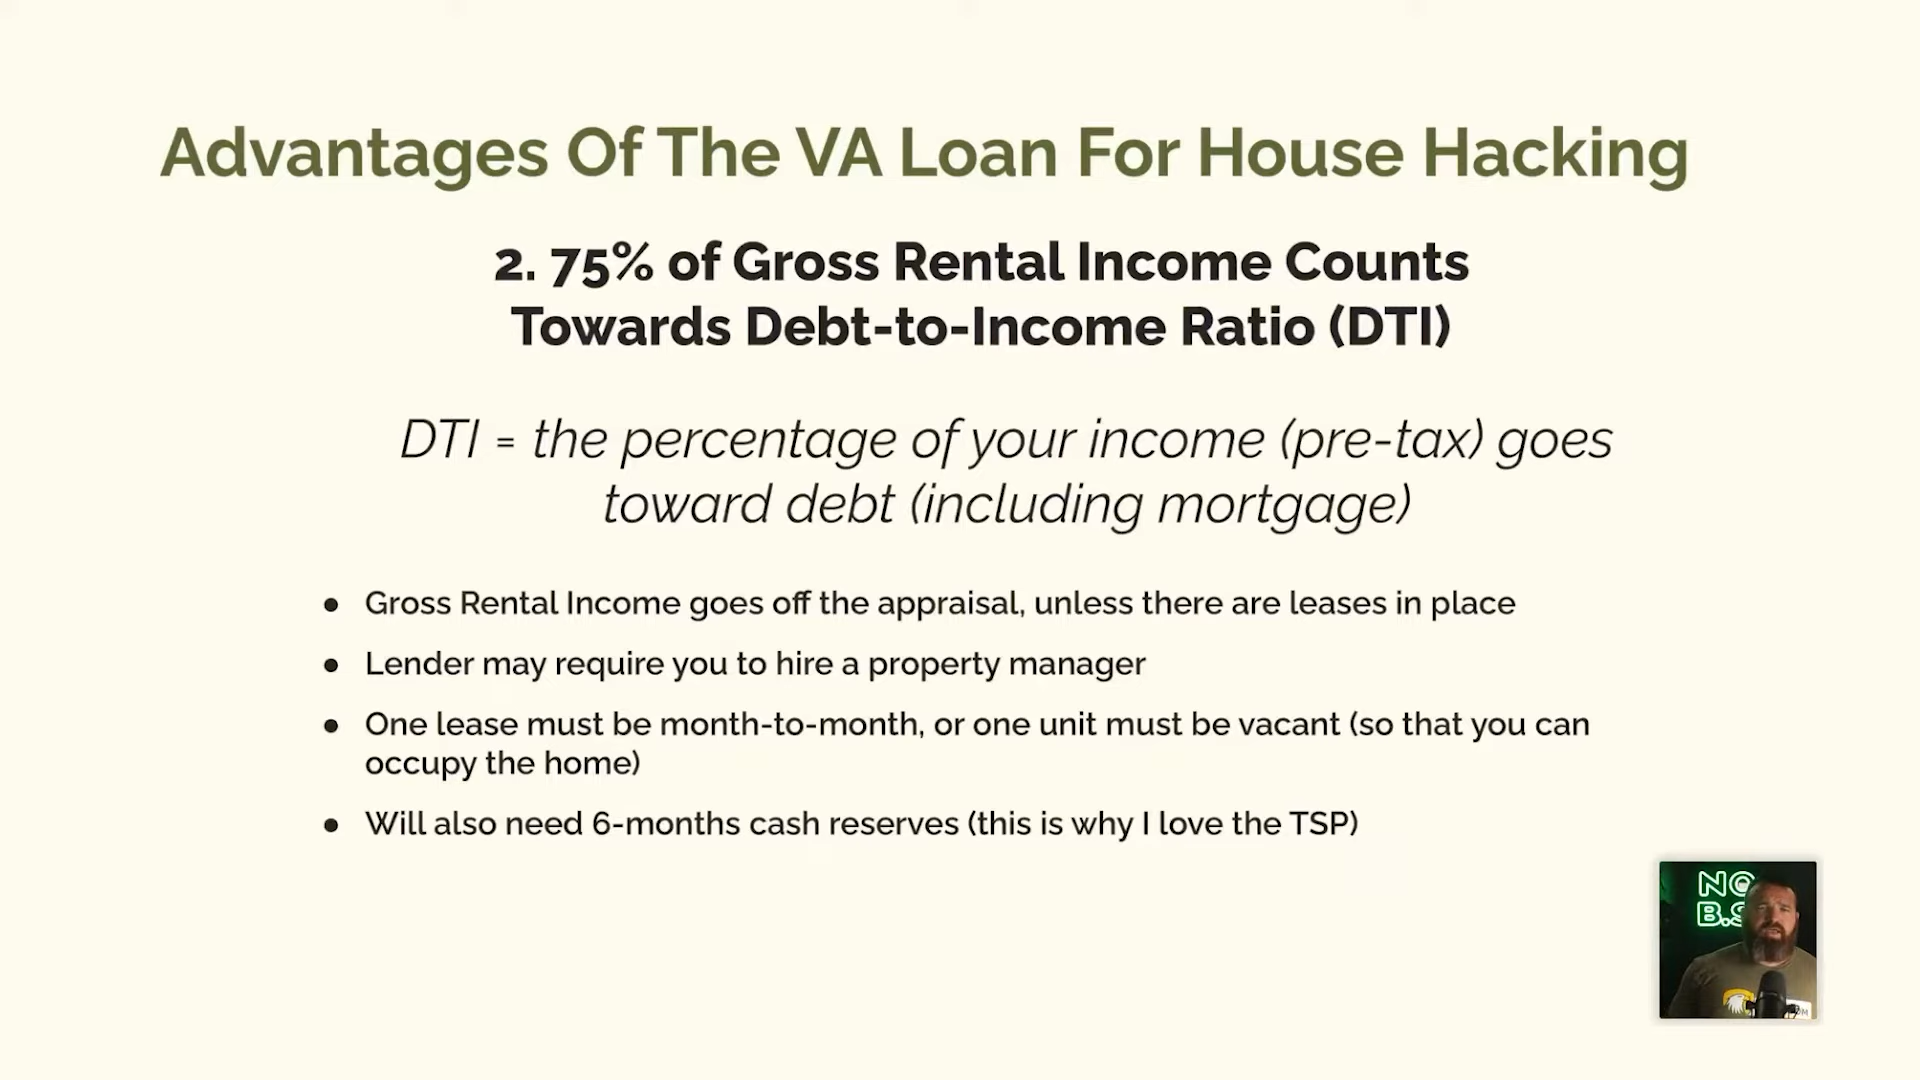 Advantages Of The VA Loan For House Hacking
2. 75% of Gross Rental Income Counts
Towards Debt-to-Income Ratio (DTI)
DTI = the percentage of your income (pre-tax) goes
toward debt (including mortgage)
● Gross Rental Income goes off the appraisal, unless there are leases in place
● Lender may require you to hire a property manager
● One lease must be month-to-month, or one unit must be vacant (so that you can
occupy the home)
● Will also need 6-months cash reserves (this is why I love the TSP)
NO
B.S